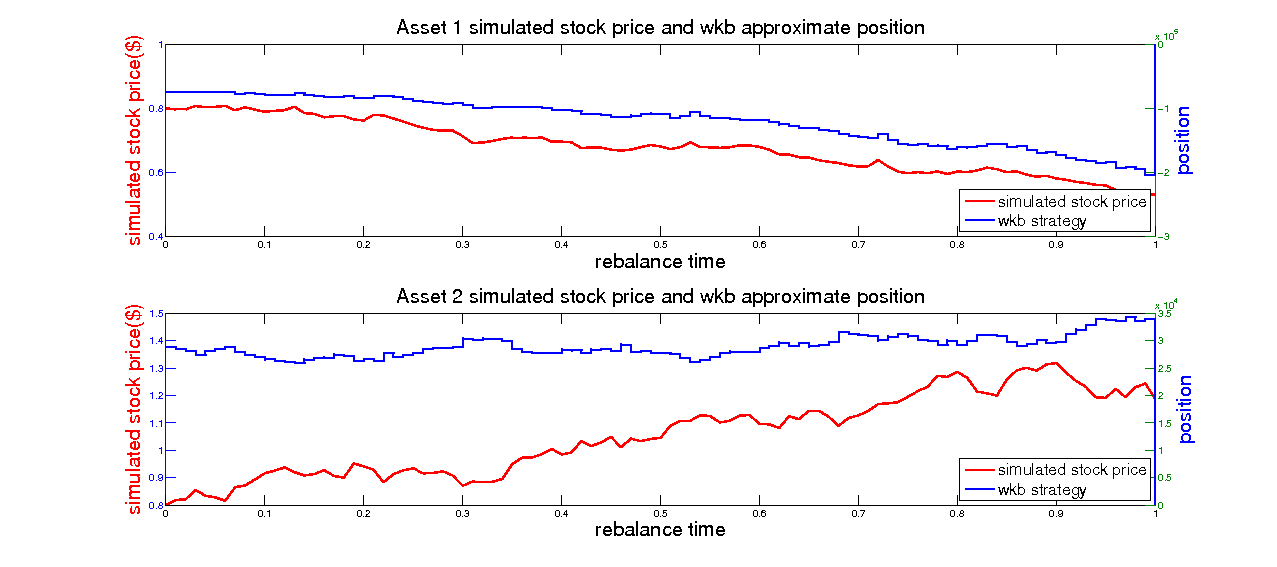 Asset 1 simulated stock price and wkb approximate position
simulated stock price($)
1
0.8
0.6
0.4
x 10^5
0
-1
-2
-3
position
simulated stock price
wkb strategy
0 0.1 0.2 0.3 0.4 0.5 0.6 0.7 0.8 0.9 1
rebalance time
Asset 2 simulated stock price and wkb approximate position
simulated stock price($)
1.5
1.4
1.3
1.2
1.1
1
0.9
0.8
x 10^4
3.5
3
2.5
2
1.5
1
0.5
0
position
simulated stock price
wkb strategy
0 0.1 0.2 0.3 0.4 0.5 0.6 0.7 0.8 0.9 1
rebalance time